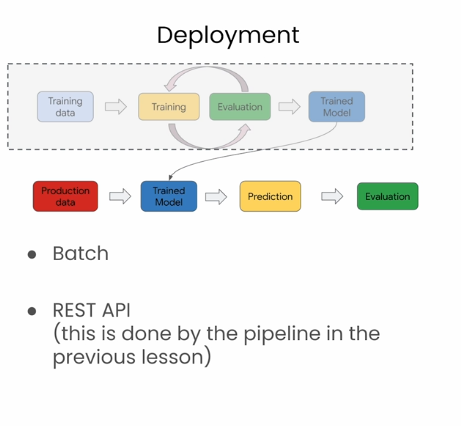 Deployment
Training
data
Training
Evaluation
Trained
Model
Production
data
Trained
Model
Prediction
Evaluation
● Batch
● REST API
(this is done by the pipeline in the
previous lesson)